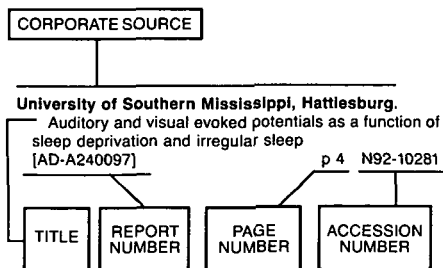 CORPORATE SOURCE
University of Southern Mississippi, Hattiesburg.
Auditory and visual evoked potentials as a function of
sleep deprivation and irregular sleep
[AD-A240097] p 4 N92-10281
TITLE
REPORT
NUMBER
PAGE
NUMBER
ACCESSION
NUMBER